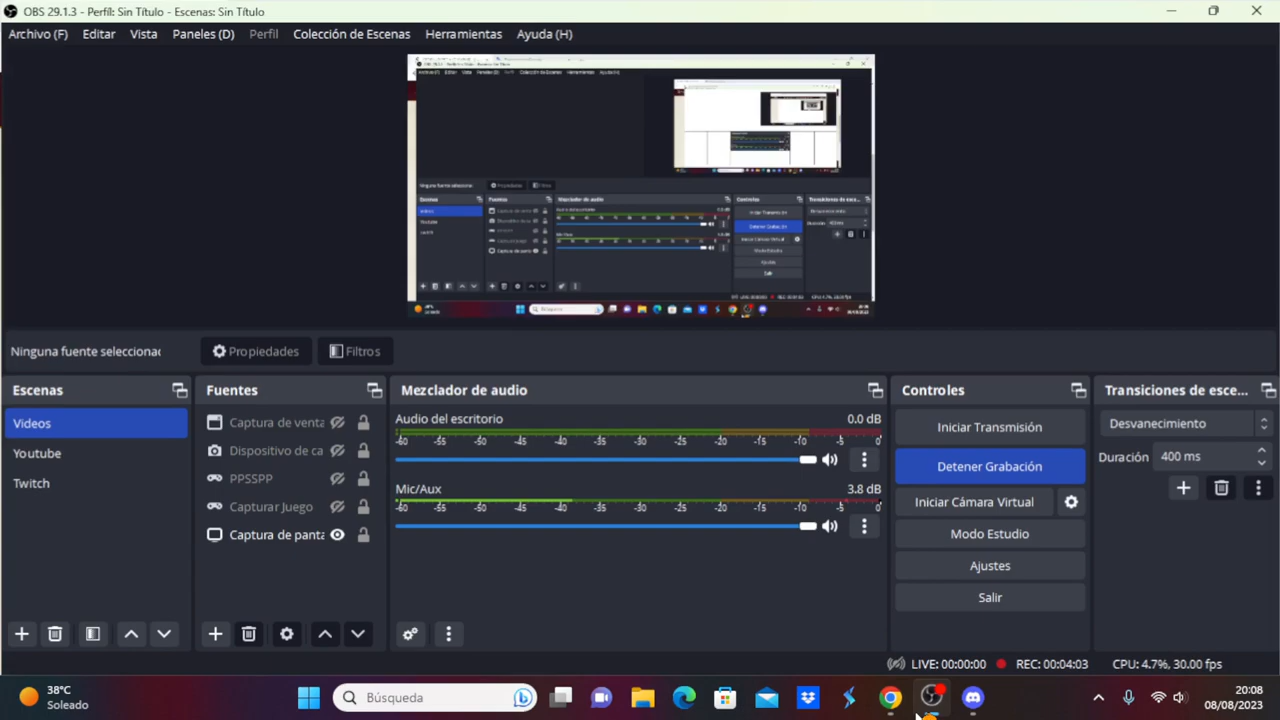 OBS 29.1.3 - Perfil: Sin Título - Escenas: Sin Título
Archivo (F) Editar Vista Paneles (D) Perfil Colección de Escenas Herramientas Ayuda (H)
Ninguna fuente seleccionac Propiedades Filtros
Escenas
Videos
Youtube
Twitch
Fuentes
Captura de venta
Dispositivo de ca
PPSSPP
Capturar Juego
Captura de panta
Mezclador de audio
Audio del escritorio 0.0 dB
-60 -55 -50 -45 -40 -35 -30 -25 -20 -15 -10 -5 0
Mic/Aux 3.8 dB
-60 -55 -50 -45 -40 -35 -30 -25 -20 -15 -10 -5 0
Controles
Iniciar Transmisión
Detener Grabación
Iniciar Cámara Virtual
Modo Estudio
Ajustes
Salir
Transiciones de esce...
Desvanecimiento
Duración 400 ms
LIVE: 00:00:00 REC: 00:04:03 CPU: 4.7%, 30.00 fps
38°C
Soleado
Búsqueda
20:08
08/08/2023